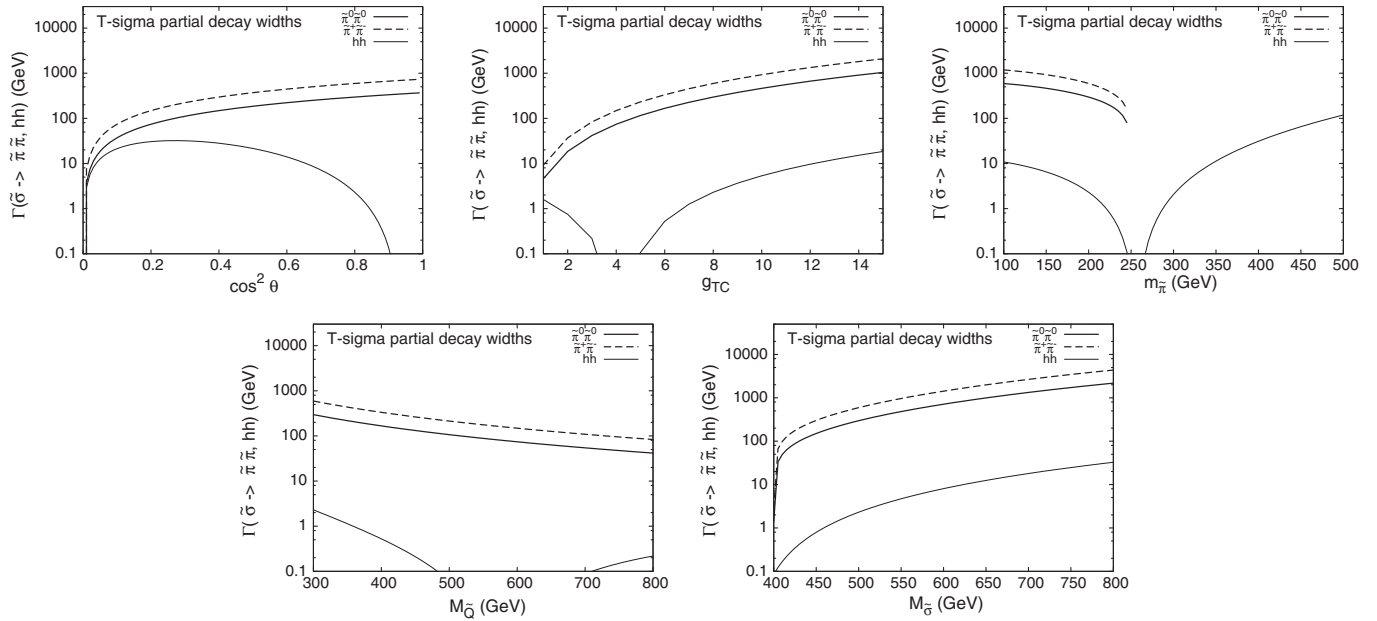 T-sigma partial decay widths
π̃⁰π̃⁰
π̃⁺π̃⁻
hh
Γ(σ̃ -> π̃ π̃, hh) (GeV)
10000
1000
100
10
1
0.1
0 0.2 0.4 0.6 0.8 1
cos² θ
T-sigma partial decay widths
π̃⁰π̃⁰
π̃⁺π̃⁻
hh
Γ( σ̃ -> π̃ π̃, hh) (GeV)
10000
1000
100
10
1
0.1
2 4 6 8 10 12 14
g_TC
T-sigma partial decay widths
π̃⁰π̃⁰
π̃⁺π̃⁻
hh
Γ( σ̃ -> π̃ π̃, hh) (GeV)
10000
1000
100
10
1
0.1
100 150 200 250 300 350 400 450 500
m_π̃ (GeV)
T-sigma partial decay widths
π̃⁰π̃⁰
π̃⁺π̃⁻
hh
Γ( σ̃ -> π̃ π̃, hh) (GeV)
10000
1000
100
10
1
0.1
300 400 500 600 700 800
M_Q̃ (GeV)
T-sigma partial decay widths
π̃⁰π̃⁰
π̃⁺π̃⁻
hh
Γ( σ̃ -> π̃ π̃, hh) (GeV)
10000
1000
100
10
1
0.1
400 450 500 550 600 650 700 750 800
M_σ̃ (GeV)